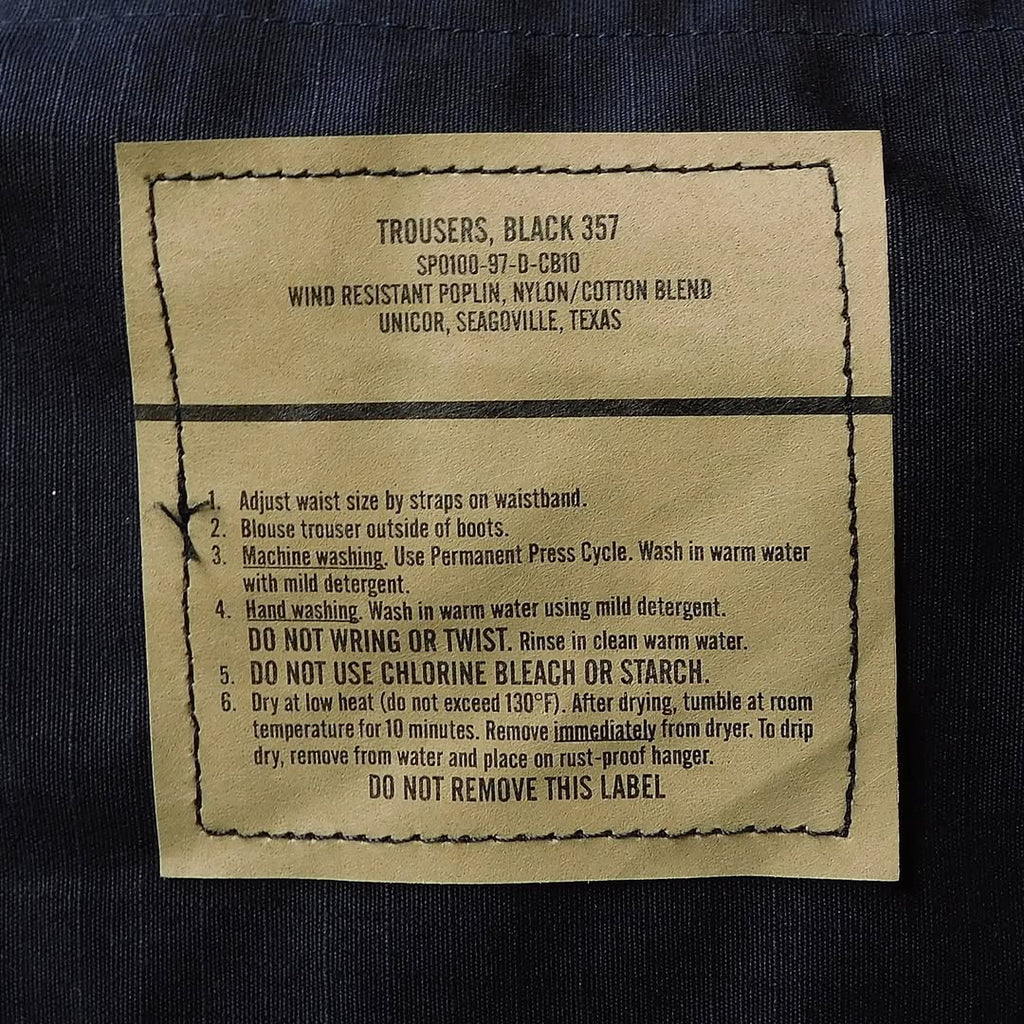 TROUSERS, BLACK 357
SP0100-97-D-CB10
WIND RESISTANT POPLIN, NYLON/COTTON BLEND
UNICOR, SEAGOVILLE, TEXAS
1. Adjust waist size by straps on waistband.
2. Blouse trouser outside of boots.
3. Machine washing. Use Permanent Press Cycle. Wash in warm water
with mild detergent.
4. Hand washing. Wash in warm water using mild detergent.
DO NOT WRING OR TWIST. Rinse in clean warm water.
5. DO NOT USE CHLORINE BLEACH OR STARCH.
6. Dry at low heat (do not exceed 130°F). After drying, tumble at room
temperature for 10 minutes. Remove immediately from dryer. To drip
dry, remove from water and place on rust-proof hanger.
DO NOT REMOVE THIS LABEL